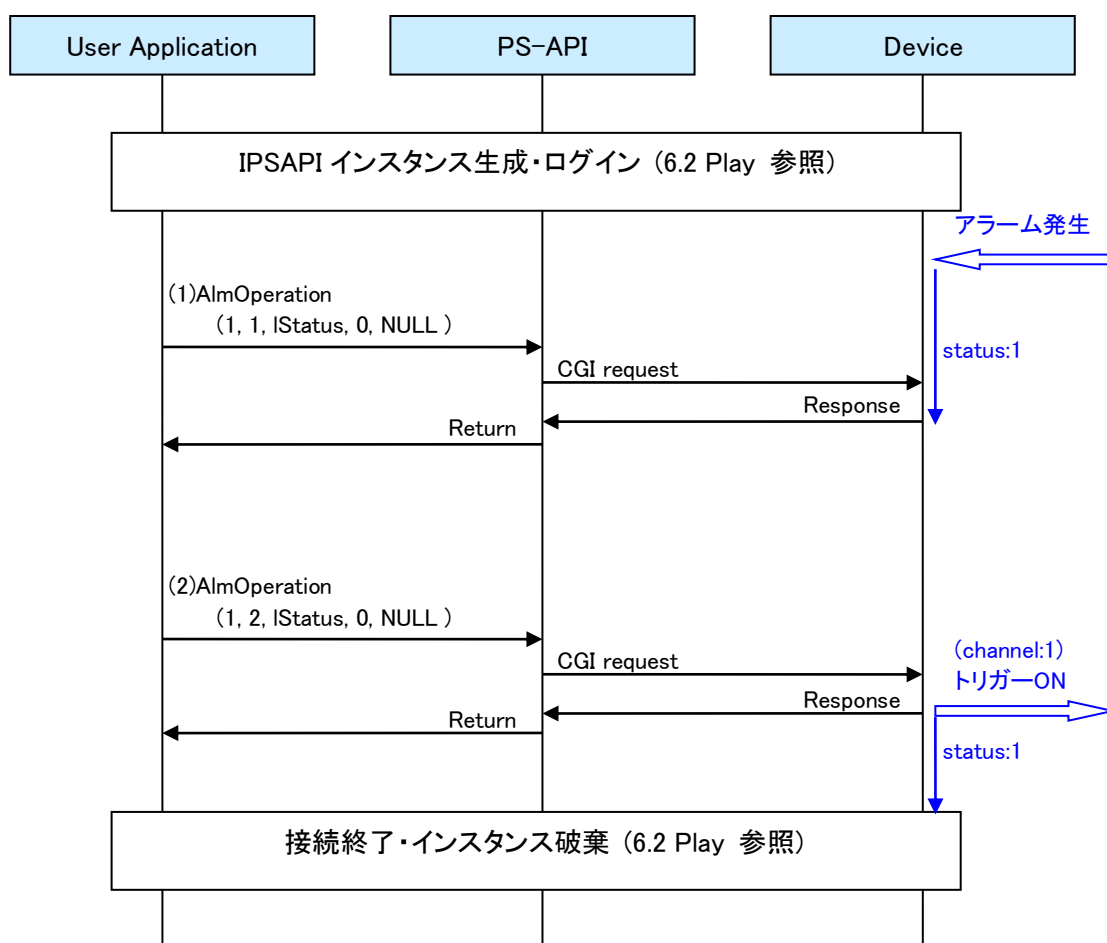 User Application
PS-API
Device
IPSAPI インスタンス生成・ログイン (6.2 Play 参照)
アラーム発生
(1)AlmOperation
(1, 1, lStatus, 0, NULL )
status:1
CGI request
Response
Return
(2)AlmOperation
(1, 2, lStatus, 0, NULL )
CGI request
(channel:1)
トリガーON
Response
Return
status:1
接続終了・インスタンス破棄 (6.2 Play 参照)